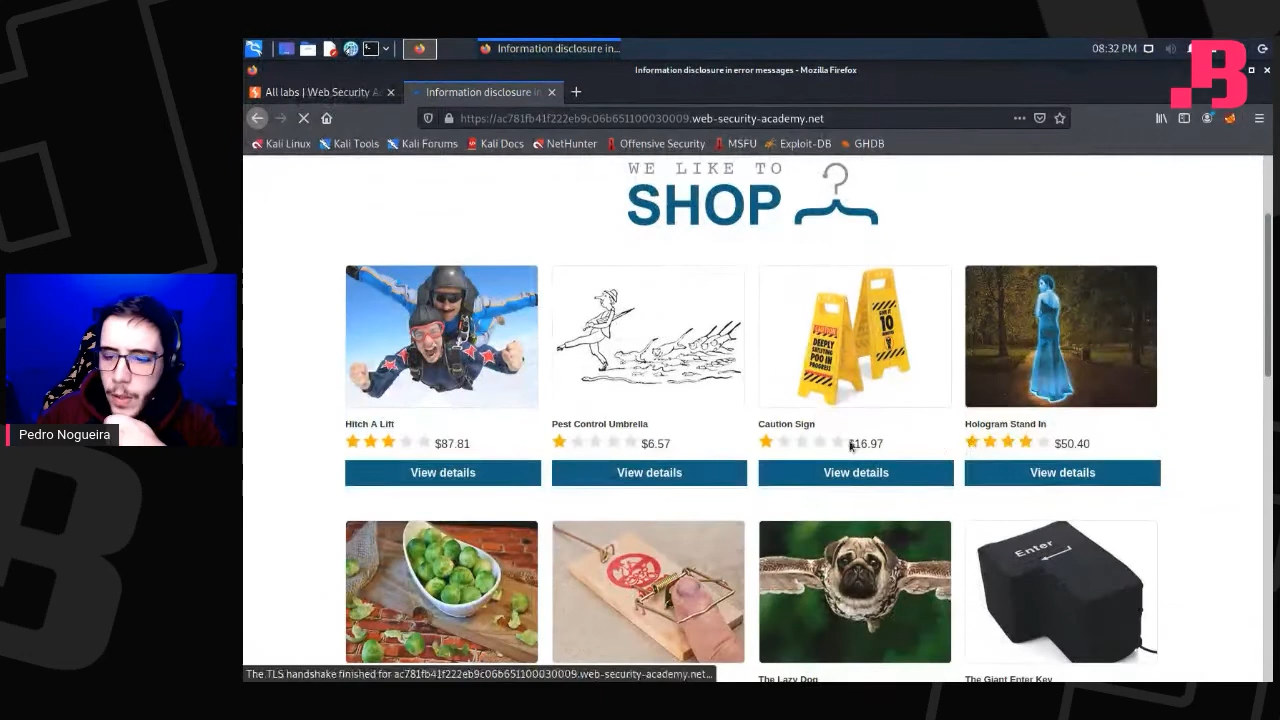 Information disclosure in...
08:32 PM
Information disclosure in error messages - Mozilla Firefox
All labs | Web Security A
Information disclosure in
https://ac781fb41f222eb9c06b651100030009.web-security-academy.net
Kali Linux
Kali Tools
Kali Forums
Kali Docs
NetHunter
Offensive Security
MSFU
Exploit-DB
GHDB
WE LIKE TO
SHOP
Hitch A Lift
Pest Control Umbrella
Caution Sign
Hologram Stand In
$87.81
$6.57
$16.97
$50.40
View details
View details
View details
View details
Pedro Nogueira
Enter
The Lazy Dog
The Giant Enter Key
The TLS handshake finished for ac781fb41f222eb9c06b651100030009.web-security-academy.net...